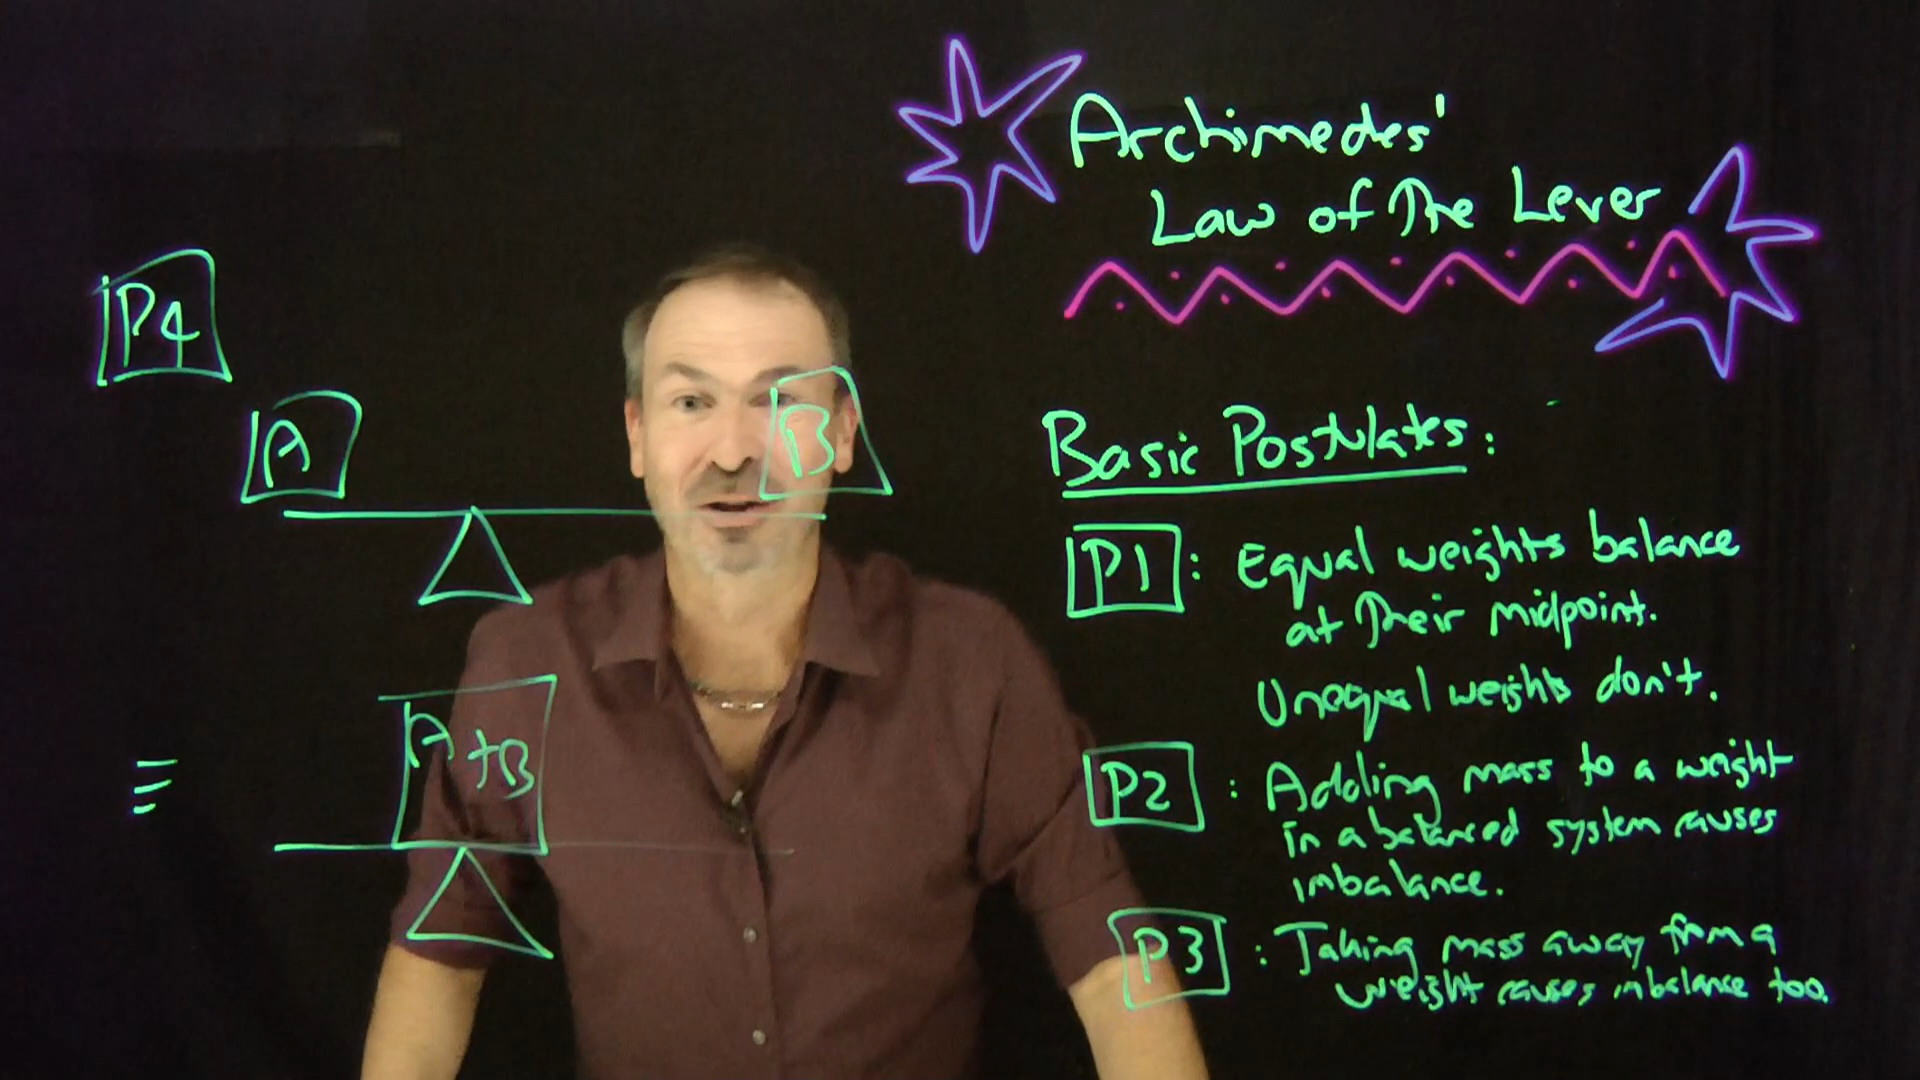 Archimedes'
Law of The Lever
P4
A
B
A+B
≡
Basic Postulates:
P1: Equal weights balance
at Their midpoint.
Unequal weights don't.
P2: Adding mass to a weight
in a balanced system causes
imbalance.
P3: Taking mass away from a
weight causes imbalance too.